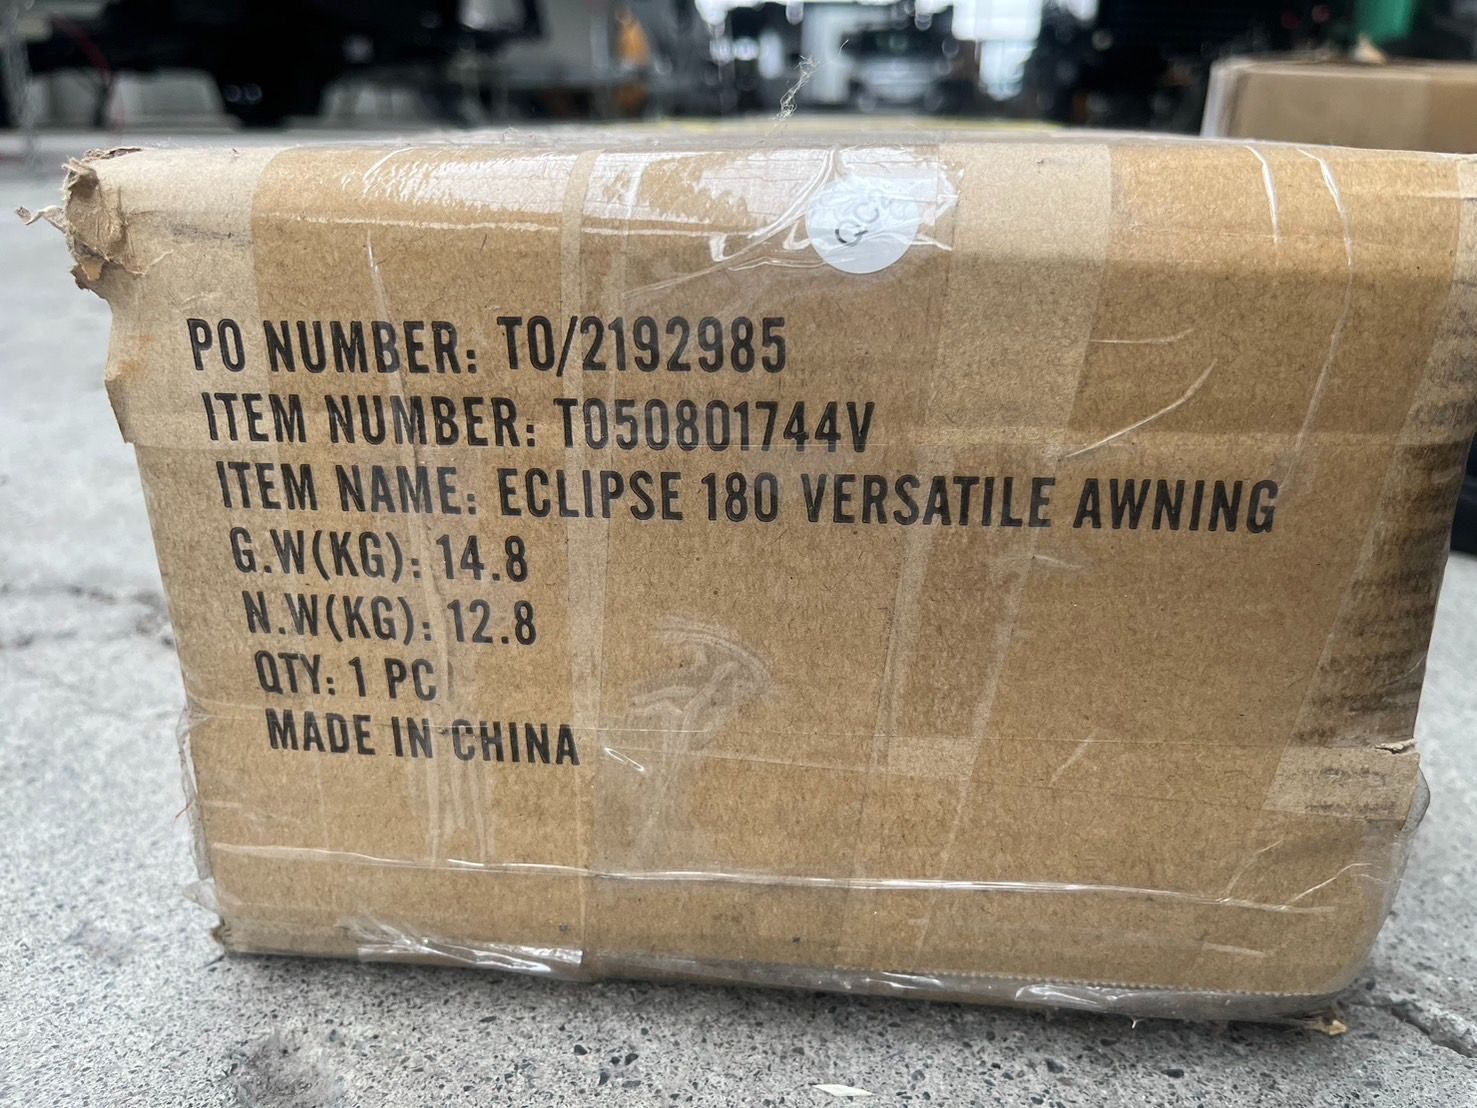 QC2
PO NUMBER: TO/2192985
ITEM NUMBER: T050801744V
ITEM NAME: ECLIPSE 180 VERSATILE AWNING
G.W(KG): 14.8
N.W(KG): 12.8
QTY: 1 PC
MADE IN CHINA